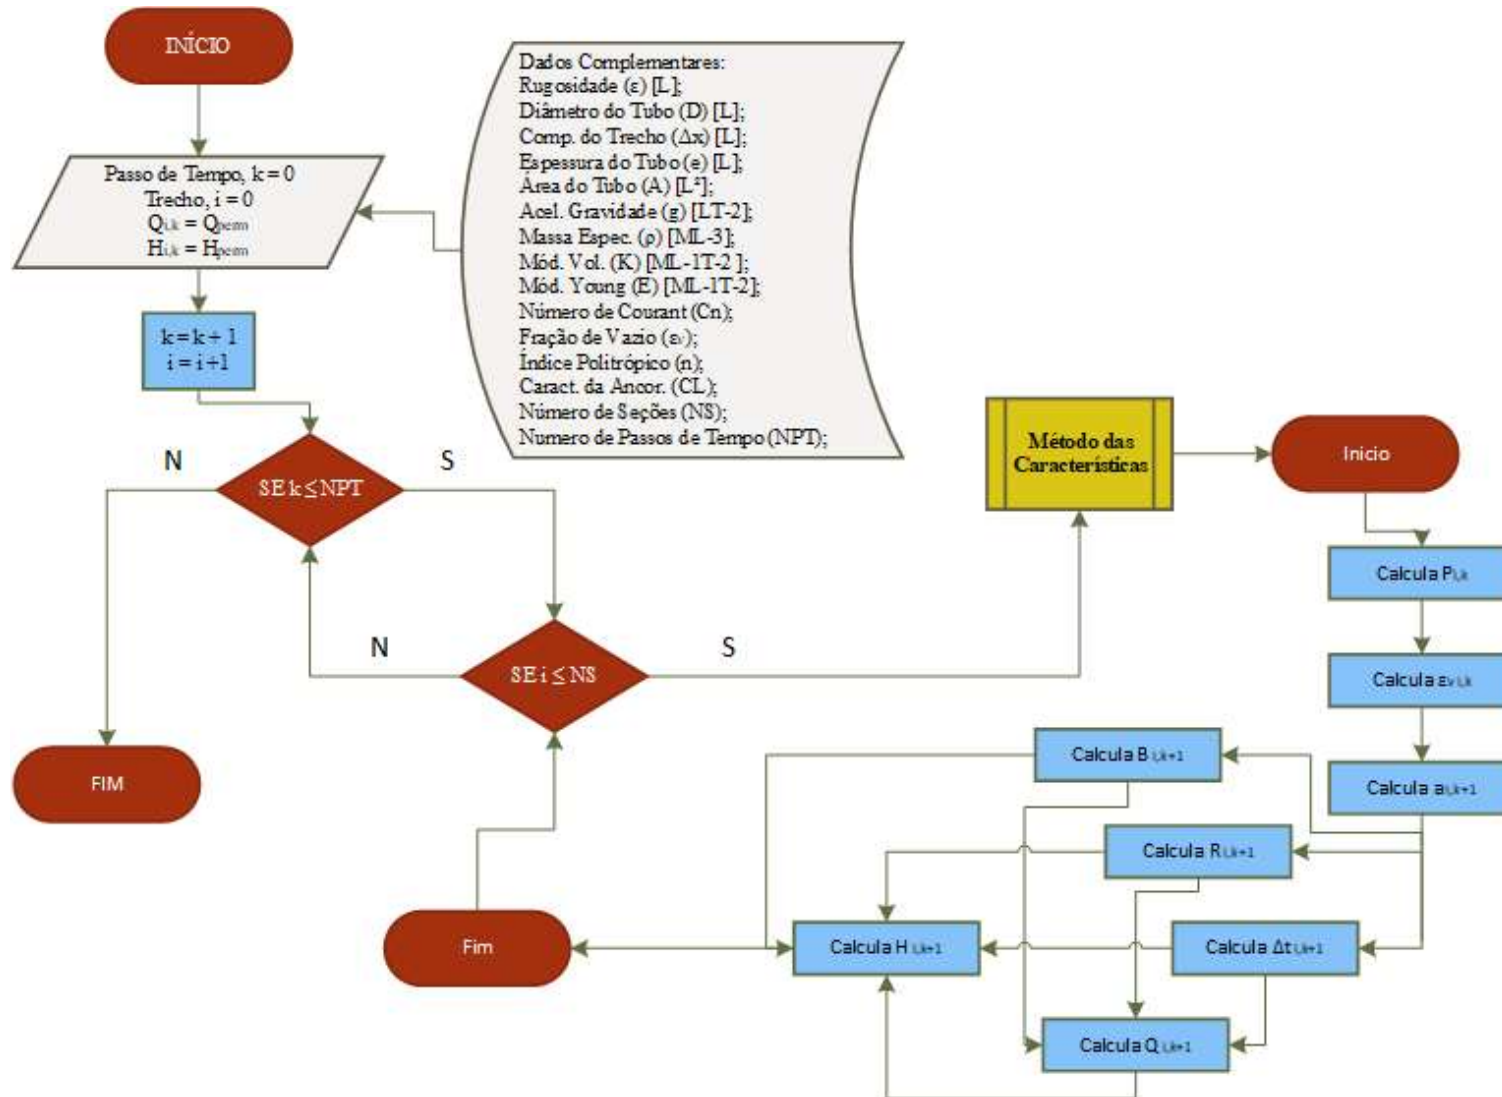 INÍCIO
Passo de Tempo, k = 0
Trecho, i = 0
Qi,k = Qperm
Hi,k = Hperm
Dados Complementares:
Rugosidade (ε) [L];
Diâmetro do Tubo (D) [L];
Comp. do Trecho (Δx) [L];
Espessura do Tubo (e) [L];
Área do Tubo (A) [L²];
Acel. Gravidade (g) [LT-2];
Massa Espec. (ρ) [ML-3];
Mód. Vol. (K) [ML-1T-2 ];
Mód. Young (E) [ML-1T-2];
Número de Courant (Cn);
Fração de Vazio (εv);
Índice Politrópico (n);
Caract. da Ancor. (CL);
Número de Seções (NS);
Numero de Passos de Tempo (NPT);
k = k + 1
i = i +1
SE k ≤ NPT
N
S
SE i ≤ NS
N
S
FIM
Método das
Características
Inicio
Calcula Pi,k
Calcula εv i,k
Calcula ai,k+1
Calcula B i,k+1
Calcula R i,k+1
Calcula Δt i,k+1
Calcula H i,k+1
Calcula Q i,k+1
Fim